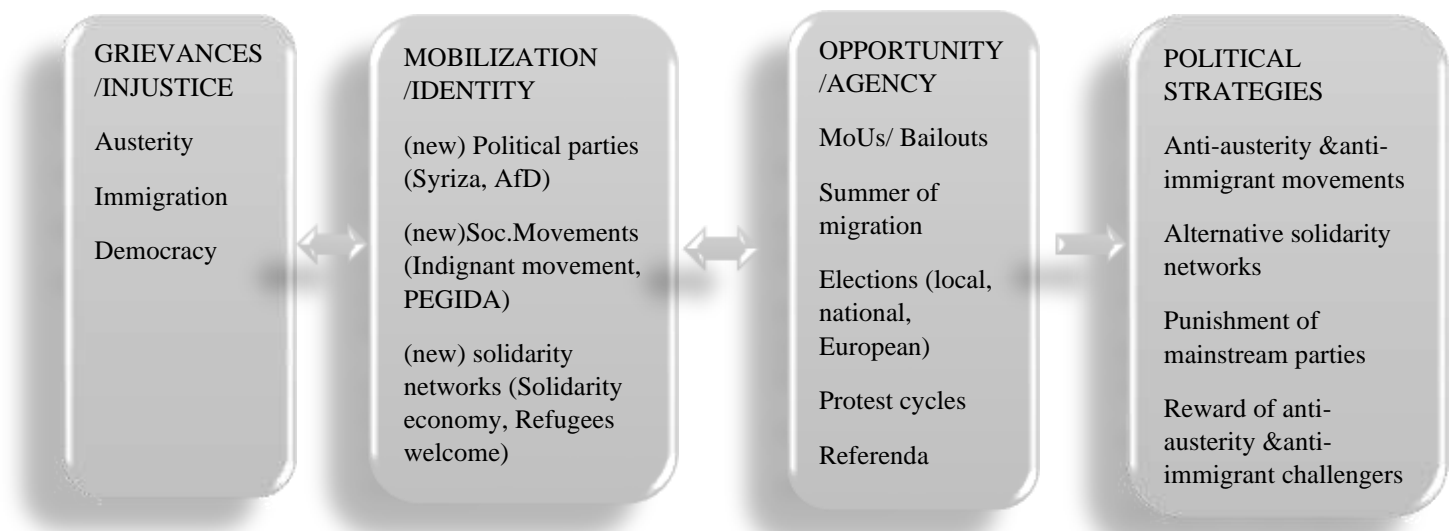 GRIEVANCES
/INJUSTICE
Austerity
Immigration
Democracy
MOBILIZATION
/IDENTITY
(new) Political parties
(Syriza, AfD)
(new)Soc.Movements
(Indignant movement,
PEGIDA)
(new) solidarity
networks (Solidarity
economy, Refugees
welcome)
OPPORTUNITY
/AGENCY
MoUs/ Bailouts
Summer of
migration
Elections (local,
national,
European)
Protest cycles
Referenda
POLITICAL
STRATEGIES
Anti-austerity &anti-
immigrant movements
Alternative solidarity
networks
Punishment of
mainstream parties
Reward of anti-
austerity &anti-
immigrant challengers